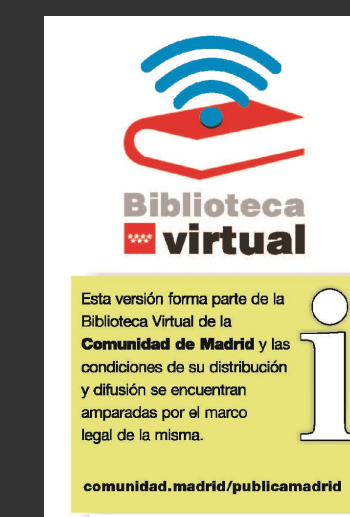 Biblioteca
virtual
Esta versión forma parte de la
Biblioteca Virtual de la
Comunidad de Madrid y las
condiciones de su distribución
y difusión se encuentran
amparadas por el marco
legal de la misma.
i
comunidad.madrid/publicamadrid